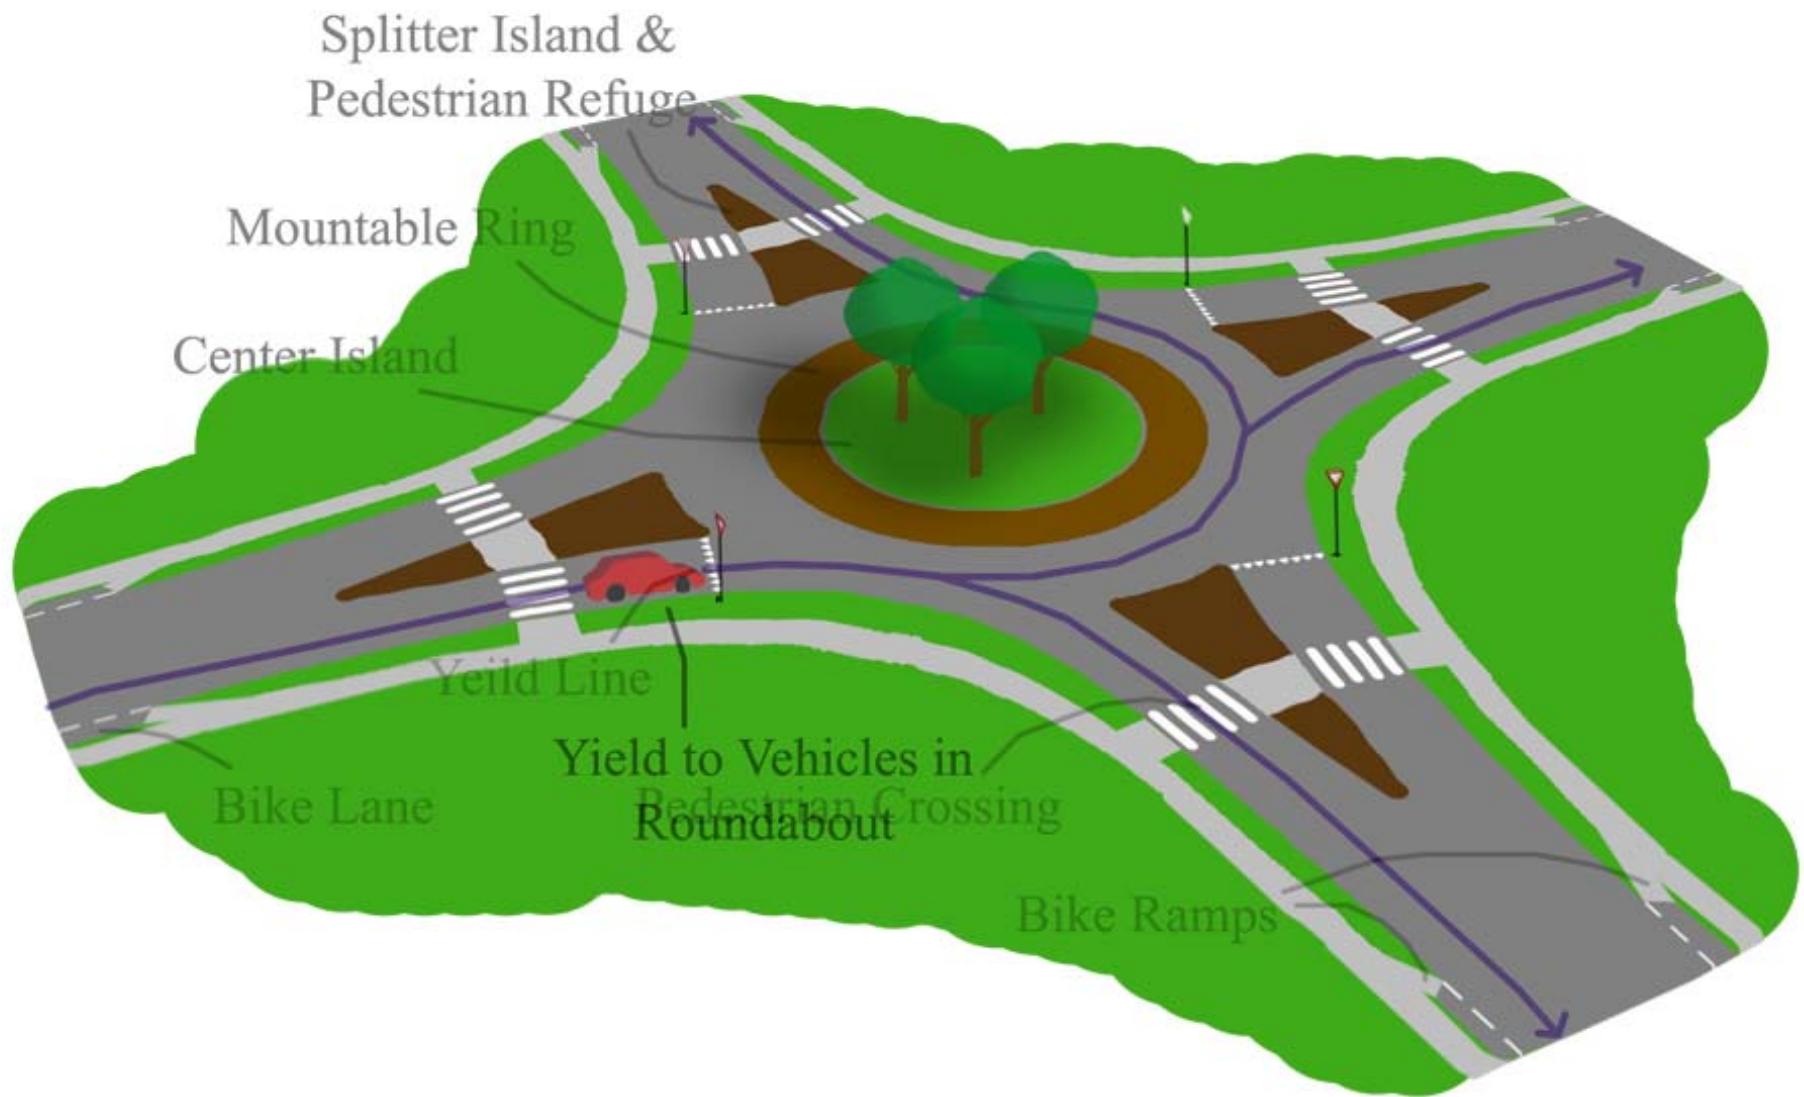 Splitter Island &
Pedestrian Refuge
Mountable Ring
Center Island
Yeild Line
Yield to Vehicles in
Roundabout
Bike Lane
Pedestrian Crossing
Bike Ramps